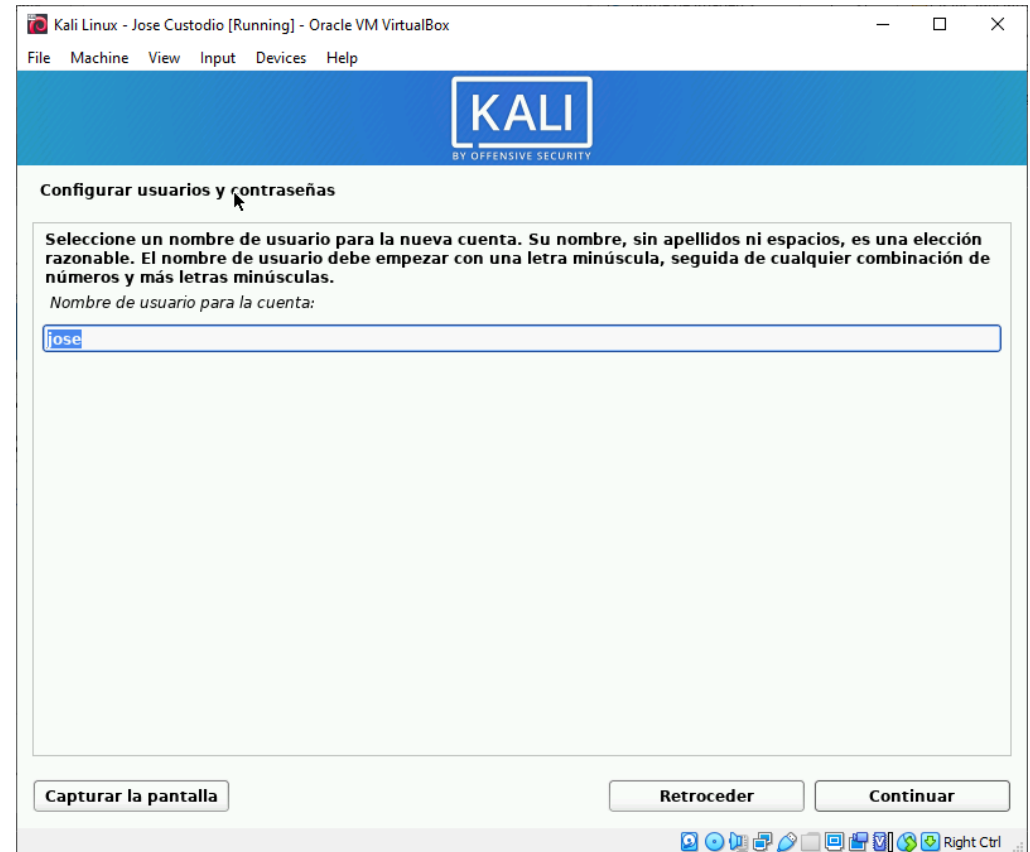 Kali Linux - Jose Custodio [Running] - Oracle VM VirtualBox
File Machine View Input Devices Help
KALI
BY OFFENSIVE SECURITY
Configurar usuarios y contraseñas
Seleccione un nombre de usuario para la nueva cuenta. Su nombre, sin apellidos ni espacios, es una elección
razonable. El nombre de usuario debe empezar con una letra minúscula, seguida de cualquier combinación de
números y más letras minúsculas.
Nombre de usuario para la cuenta:
jose
Capturar la pantalla
Retroceder
Continuar
Right Ctrl